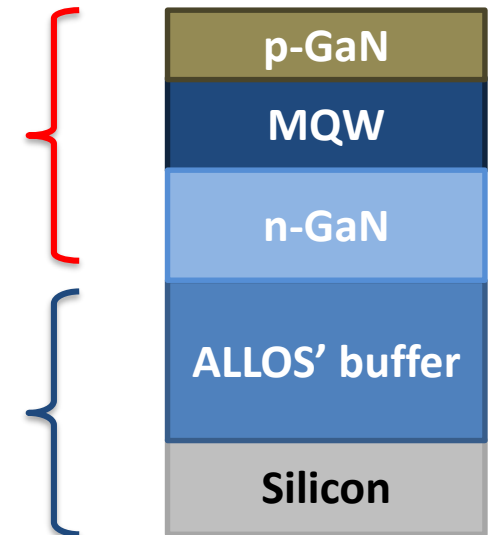 p-GaN
MQW
n-GaN
ALLOS’ buffer
Silicon